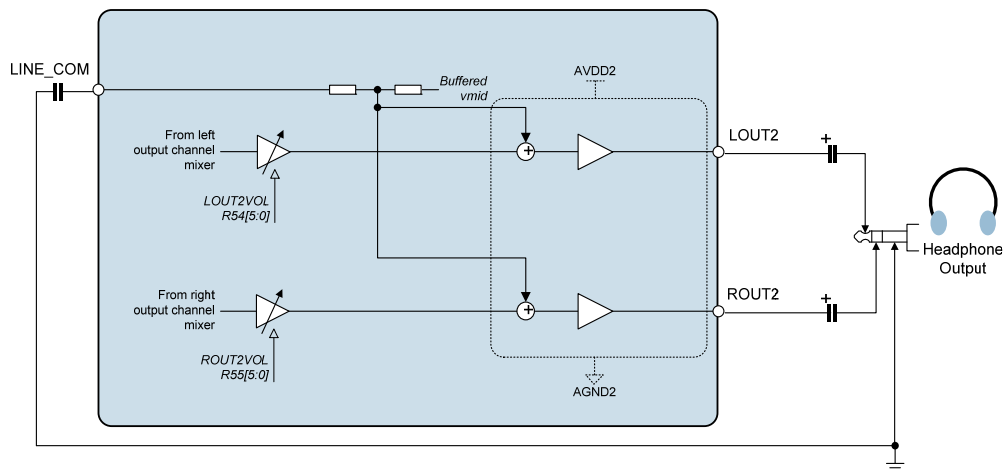 LINE_COM
Buffered
vmid
AVDD2
From left
output channel
mixer
+
LOUT2
+
LOUT2VOL
R54[5:0]
Headphone
Output
From right
output channel
mixer
+
ROUT2
+
ROUT2VOL
R55[5:0]
AGND2